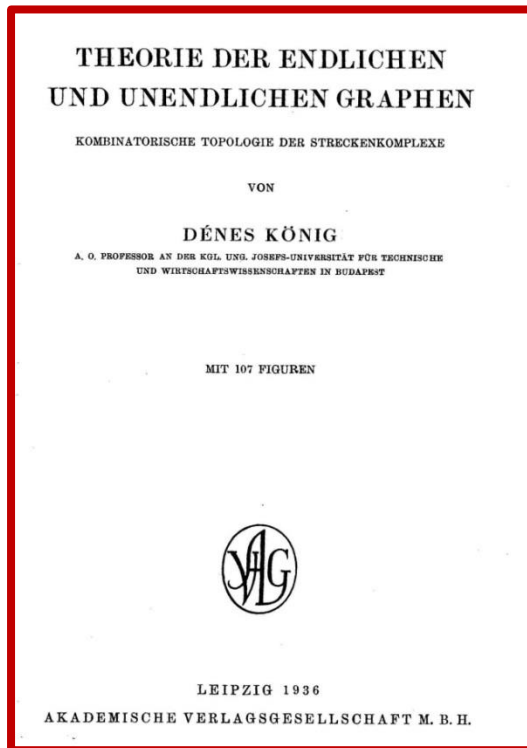 THEORIE DER ENDLICHEN
UND UNENDLICHEN GRAPHEN
KOMBINATORISCHE TOPOLOGIE DER STRECKENKOMPLEXE
VON
DÉNES KÖNIG
A. O. PROFESSOR AN DER KGL. UNG. JOSEFS-UNIVERSITÄT FÜR TECHNISCHE
UND WIRTSCHAFTSWISSENSCHAFTEN IN BUDAPEST
MIT 107 FIGUREN
VAG
LEIPZIG 1936
AKADEMISCHE VERLAGSGESELLSCHAFT M. B. H.